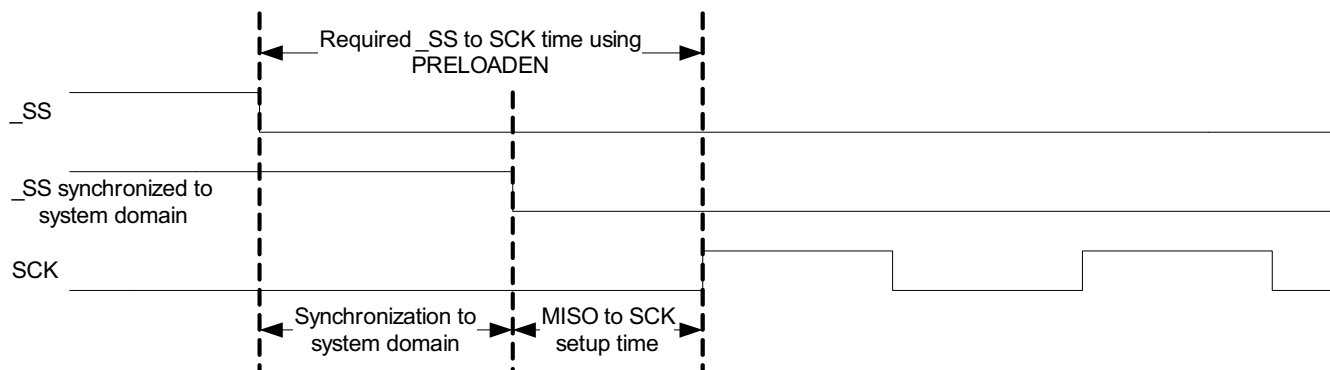 Required _SS to SCK time using
PRELOADEN
_SS
_SS synchronized to
system domain
SCK
Synchronization to
system domain
MISO to SCK
setup time